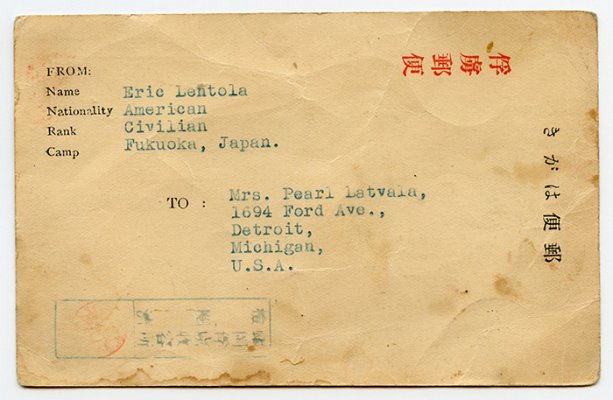 俘虜郵便
郵便はがき
FROM:
Name Eric Lentola
Nationality American
Rank Civilian
Camp Fukuoka, Japan.
TO : Mrs. Pearl Latvala,
1694 Ford Ave.,
Detroit,
Michigan,
U.S.A.